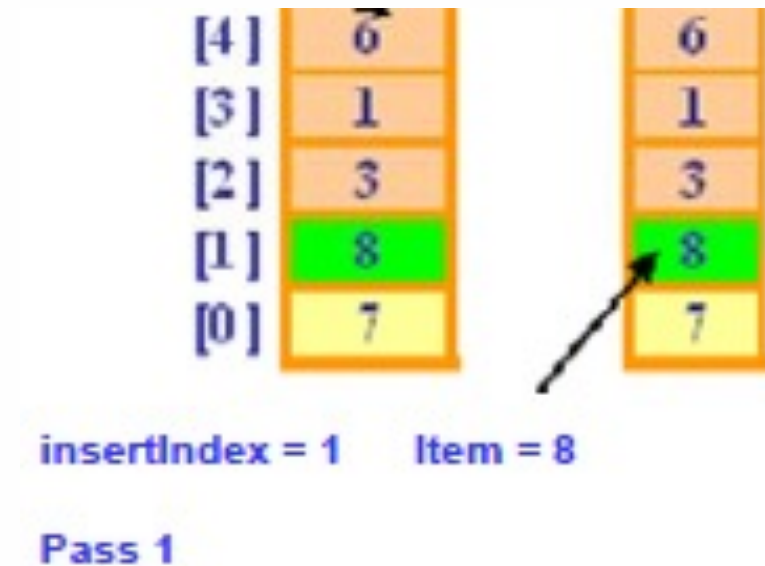 [4] 6 6
[3] 1 1
[2] 3 3
[1] 8 8
[0] 7 7
insertIndex = 1 Item = 8
Pass 1